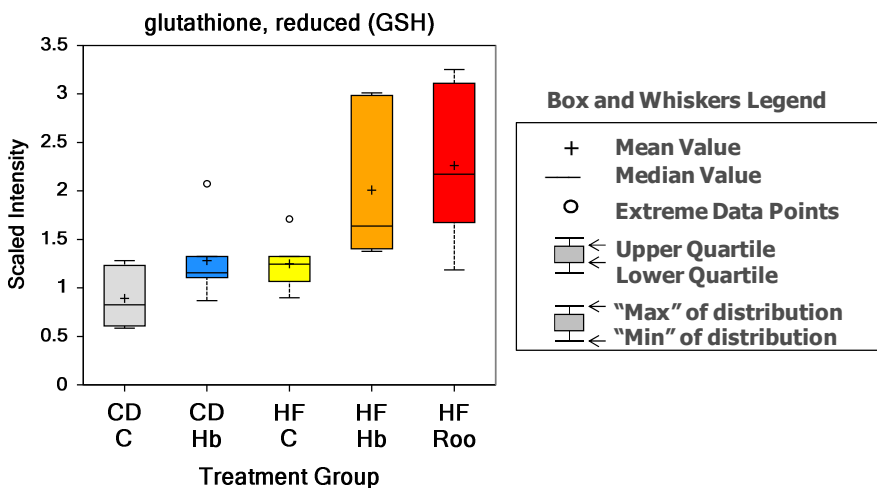 glutathione, reduced (GSH)
Scaled Intensity
3.5
3
2.5
2
1.5
1
0.5
0
CD CD HF HF HF
C Hb C Hb Roo
Treatment Group
Box and Whiskers Legend
+ Mean Value
Median Value
Extreme Data Points
Upper Quartile
Lower Quartile
“Max” of distribution
“Min” of distribution